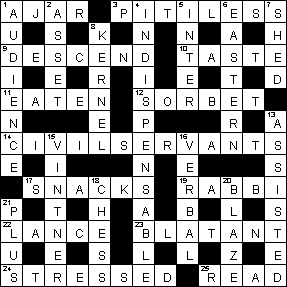 1 A J 2 A R 3 P 4 I T 5 I L 6 E S 7 S
U S 8 K N N A H
9 D E S C E N D 10 T A S T E
I E R I E T D
11 E A T E N 12 S O R B E T
N E P R 13 A
14 C I 15 V I L S E R 16 V A N T S
E I N E S
17 S N A 18 C K S 19 R A 20 B B I
21 P T H A B L S
22 L A N C E 23 B L A T A N T
U E S L L Z E
24 S T R E S S E D 25 R E A D